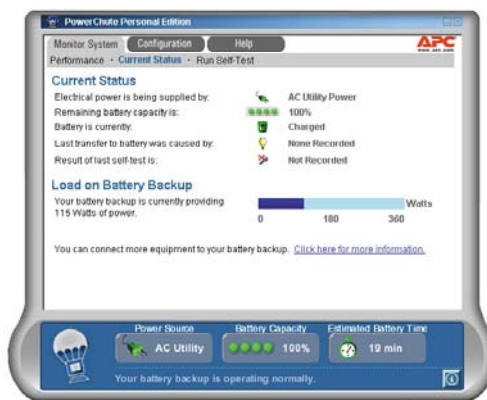 PowerChute Personal Edition
Monitor System Configuration Help
APC
www.apc.com
Performance · Current Status · Run Self-Test
Current Status
Electrical power is being supplied by: AC Utility Power
Remaining battery capacity is: 100%
Battery is currently: Charged
Last transfer to battery was caused by: None Recorded
Result of last self-test is: Not Recorded
Load on Battery Backup
Your battery backup is currently providing
115 Watts of power.
Watts
0 180 360
You can connect more equipment to your battery backup. Click here for more information.
Power Source Battery Capacity Estimated Battery Time
AC Utility 100% 19 min
Your battery backup is operating normally.